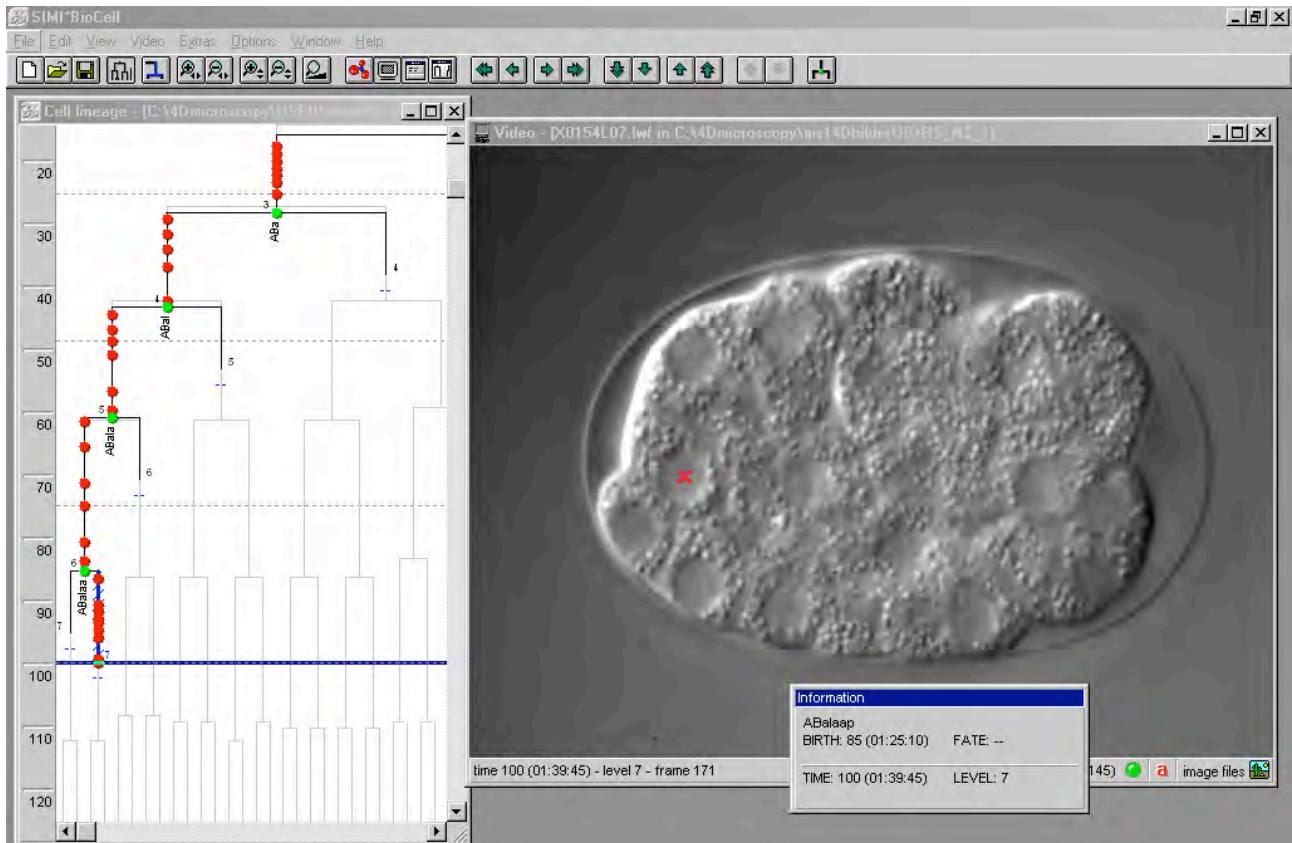 SIMI°BioCell
File Edit View Video Extras Options Window Help
Cell lineage - [C:\4Dmicroscopy\
Video - [X0154L07.lwf in C:\4Dmicroscopy\
20
30
40
50
60
70
80
90
100
110
120
3
ABa
4
4
ABal
5
5
ABala
6
6
ABalaa
7
7
Information
ABalaap
BIRTH: 85 (01:25:10) FATE: --
TIME: 100 (01:39:45) LEVEL: 7
time 100 (01:39:45) - level 7 - frame 171
145) a image files